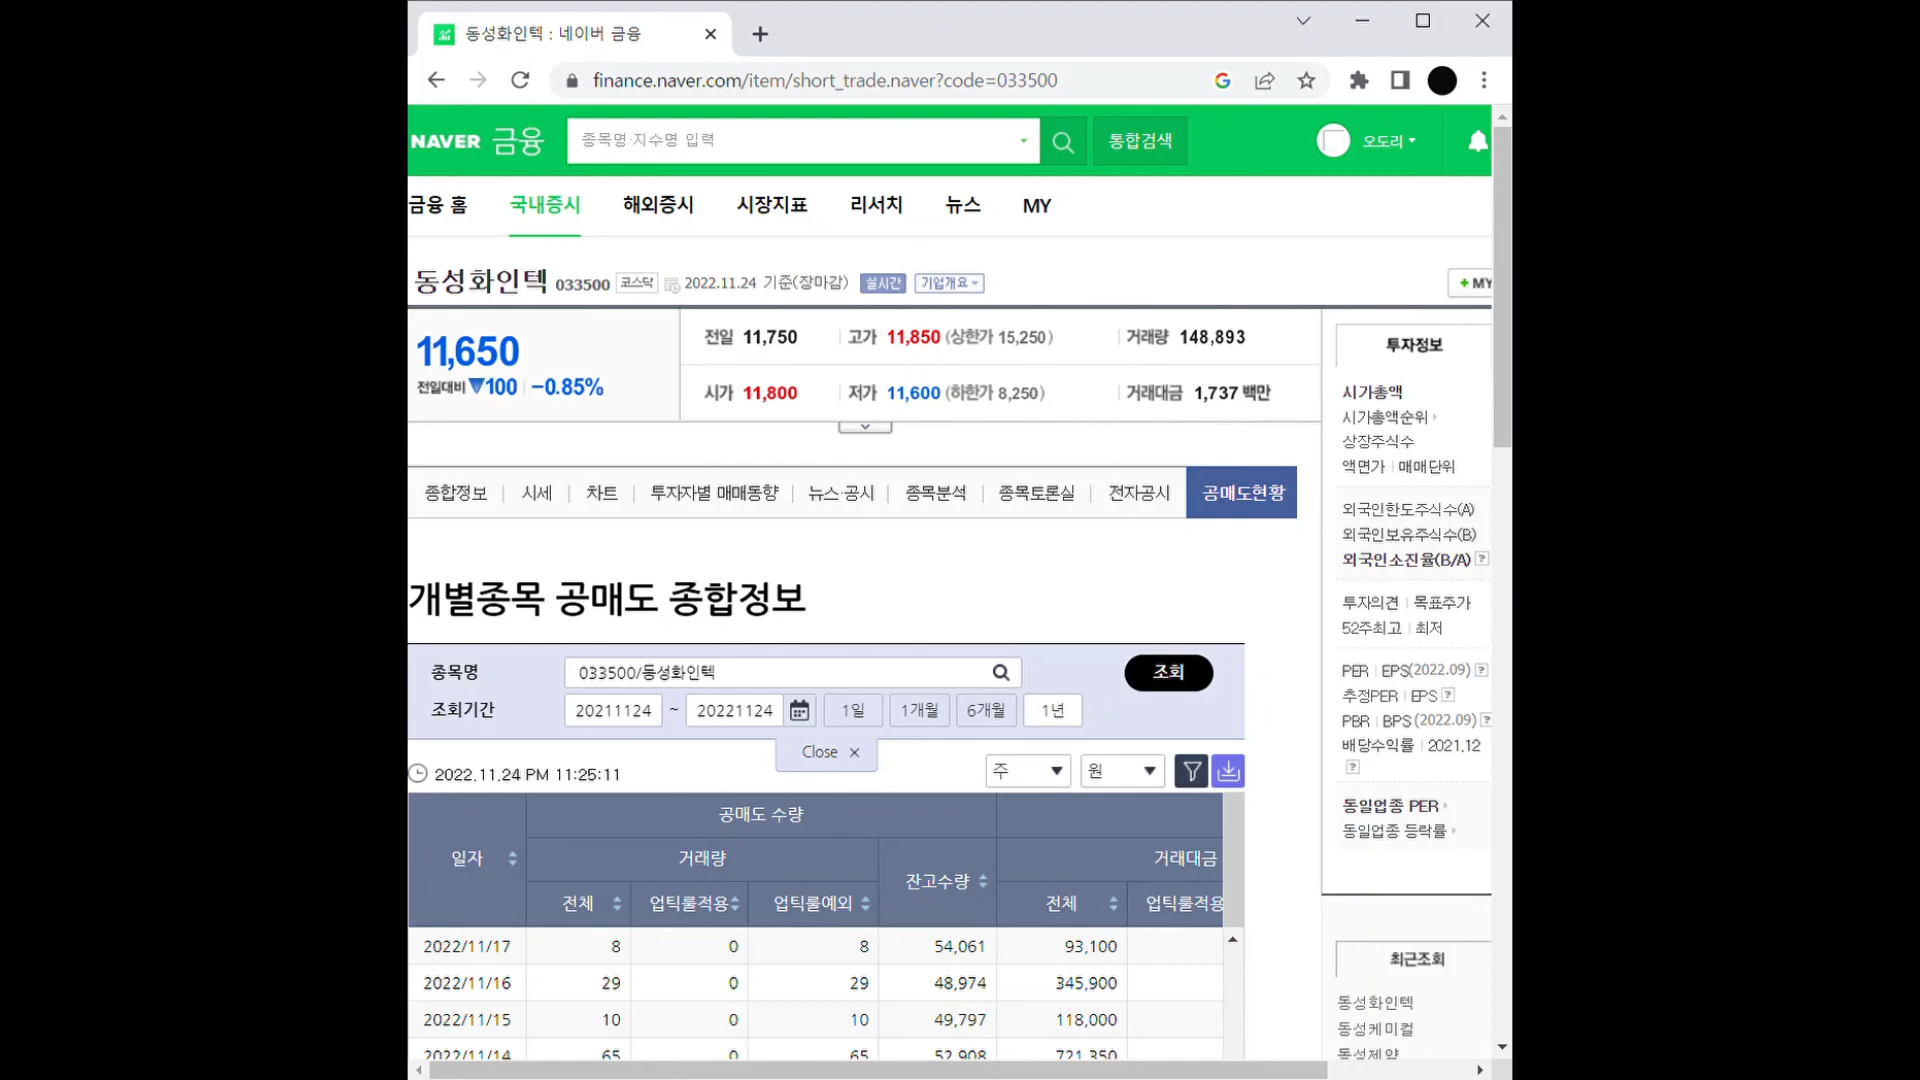 동성화인텍 : 네이버 금융
finance.naver.com/item/short_trade.naver?code=033500
NAVER 금융 종목명·지수명 입력 통합검색 오도리
금융 홈 국내증시 해외증시 시장지표 리서치 뉴스 MY
동성화인텍 033500 코스닥 2022.11.24 기준(장마감) 실시간 기업개요 + MY
11,650
전일대비 ▼100 -0.85%
전일 11,750 고가 11,850 (상한가 15,250) 거래량 148,893
시가 11,800 저가 11,600 (하한가 8,250) 거래대금 1,737 백만
종합정보 시세 차트 투자자별 매매동향 뉴스·공시 종목분석 종목토론실 전자공시 공매도현황
개별종목 공매도 종합정보
종목명 033500/동성화인텍 조회
조회기간 20211124 ~ 20221124 1일 1개월 6개월 1년
Close ×
2022.11.24 PM 11:25:11 주 원
공매도 수량
일자 거래량 잔고수량 거래대금
전체 업틱룰적용 업틱룰예외 전체 업틱룰적용
2022/11/17 8 0 8 54,061 93,100
2022/11/16 29 0 29 48,974 345,900
2022/11/15 10 0 10 49,797 118,000
2022/11/14 65 0 65 52,908 721,350
투자정보
시가총액
시가총액순위
상장주식수
액면가 매매단위
외국인한도주식수(A)
외국인보유주식수(B)
외국인소진율(B/A) ?
투자의견 목표주가
52주최고 최저
PER EPS(2022.09) ?
추정PER EPS ?
PBR BPS (2022.09) ?
배당수익률 2021.12
?
동일업종 PER
동일업종 등락률
최근조회
동성화인텍
동성케미컬
동성제약